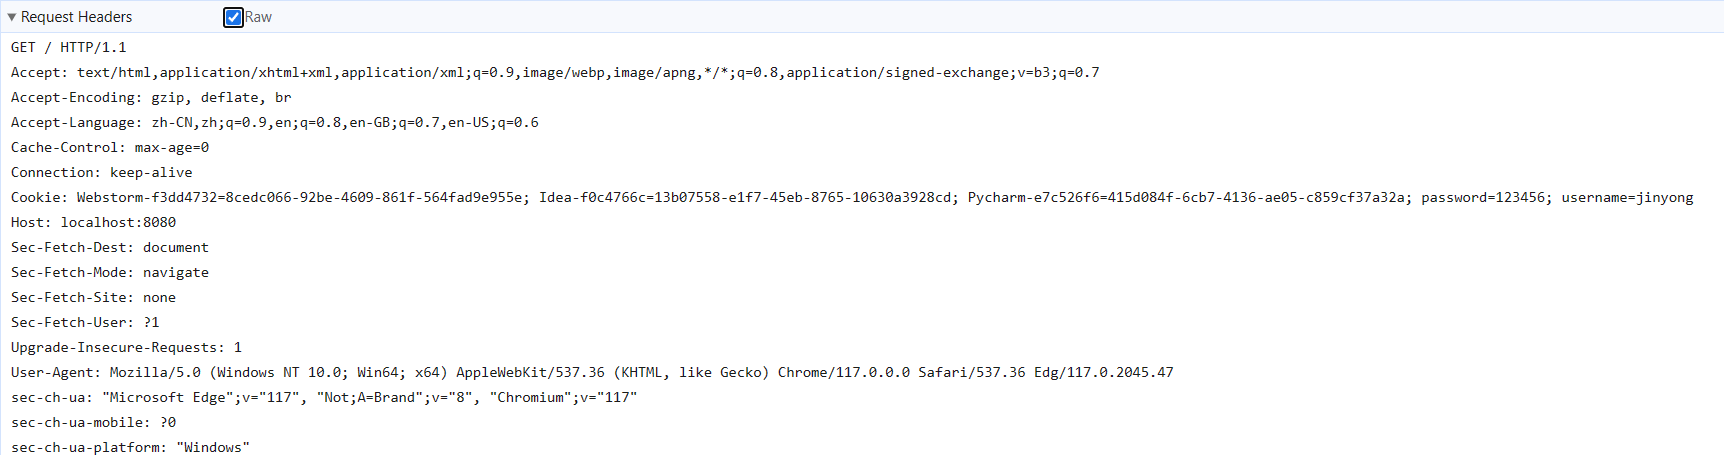 Request Headers Raw
GET / HTTP/1.1
Accept: text/html,application/xhtml+xml,application/xml;q=0.9,image/webp,image/apng,*/*;q=0.8,application/signed-exchange;v=b3;q=0.7
Accept-Encoding: gzip, deflate, br
Accept-Language: zh-CN,zh;q=0.9,en;q=0.8,en-GB;q=0.7,en-US;q=0.6
Cache-Control: max-age=0
Connection: keep-alive
Cookie: Webstorm-f3dd4732=8cedc066-92be-4609-861f-564fad9e955e; Idea-f0c4766c=13b07558-e1f7-45eb-8765-10630a3928cd; Pycharm-e7c526f6=415d084f-6cb7-4136-ae05-c859cf37a32a; password=123456; username=jinyong
Host: localhost:8080
Sec-Fetch-Dest: document
Sec-Fetch-Mode: navigate
Sec-Fetch-Site: none
Sec-Fetch-User: ?1
Upgrade-Insecure-Requests: 1
User-Agent: Mozilla/5.0 (Windows NT 10.0; Win64; x64) AppleWebKit/537.36 (KHTML, like Gecko) Chrome/117.0.0.0 Safari/537.36 Edg/117.0.2045.47
sec-ch-ua: "Microsoft Edge";v="117", "Not;A=Brand";v="8", "Chromium";v="117"
sec-ch-ua-mobile: ?0
sec-ch-ua-platform: "Windows"